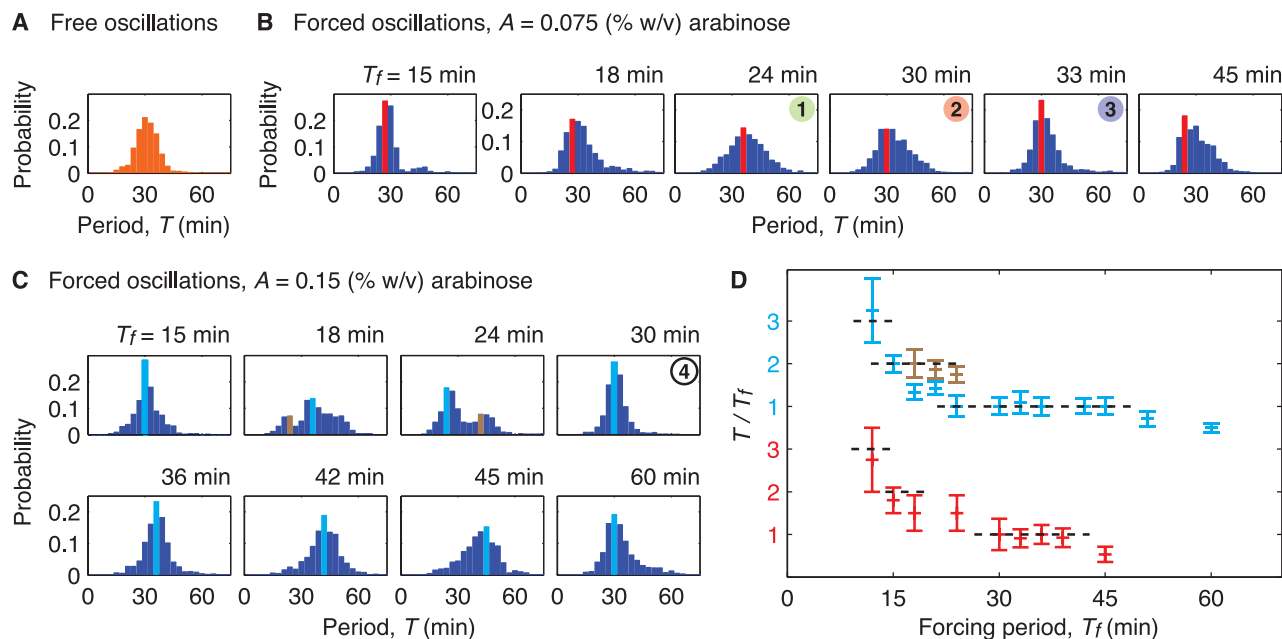 A Free oscillations
B Forced oscillations, A = 0.075 (% w/v) arabinose
Tf = 15 min 18 min 24 min 30 min 33 min 45 min
1 2 3
Probability
0.2
0.1
0
0 30 60
Period, T (min)
Probability
0.2
0.1
0
0 30 60 0 30 60 0 30 60 0 30 60 0 30 60 0 30 60
Period, T (min)
C Forced oscillations, A = 0.15 (% w/v) arabinose
Tf = 15 min 18 min 24 min 30 min
4
Probability
0.2
0.1
0
36 min 42 min 45 min 60 min
Probability
0.2
0.1
0
0 30 60 0 30 60 0 30 60 0 30 60
Period, T (min)
D
T / Tf
3
2
1
3
2
1
0 15 30 45 60
Forcing period, Tf (min)